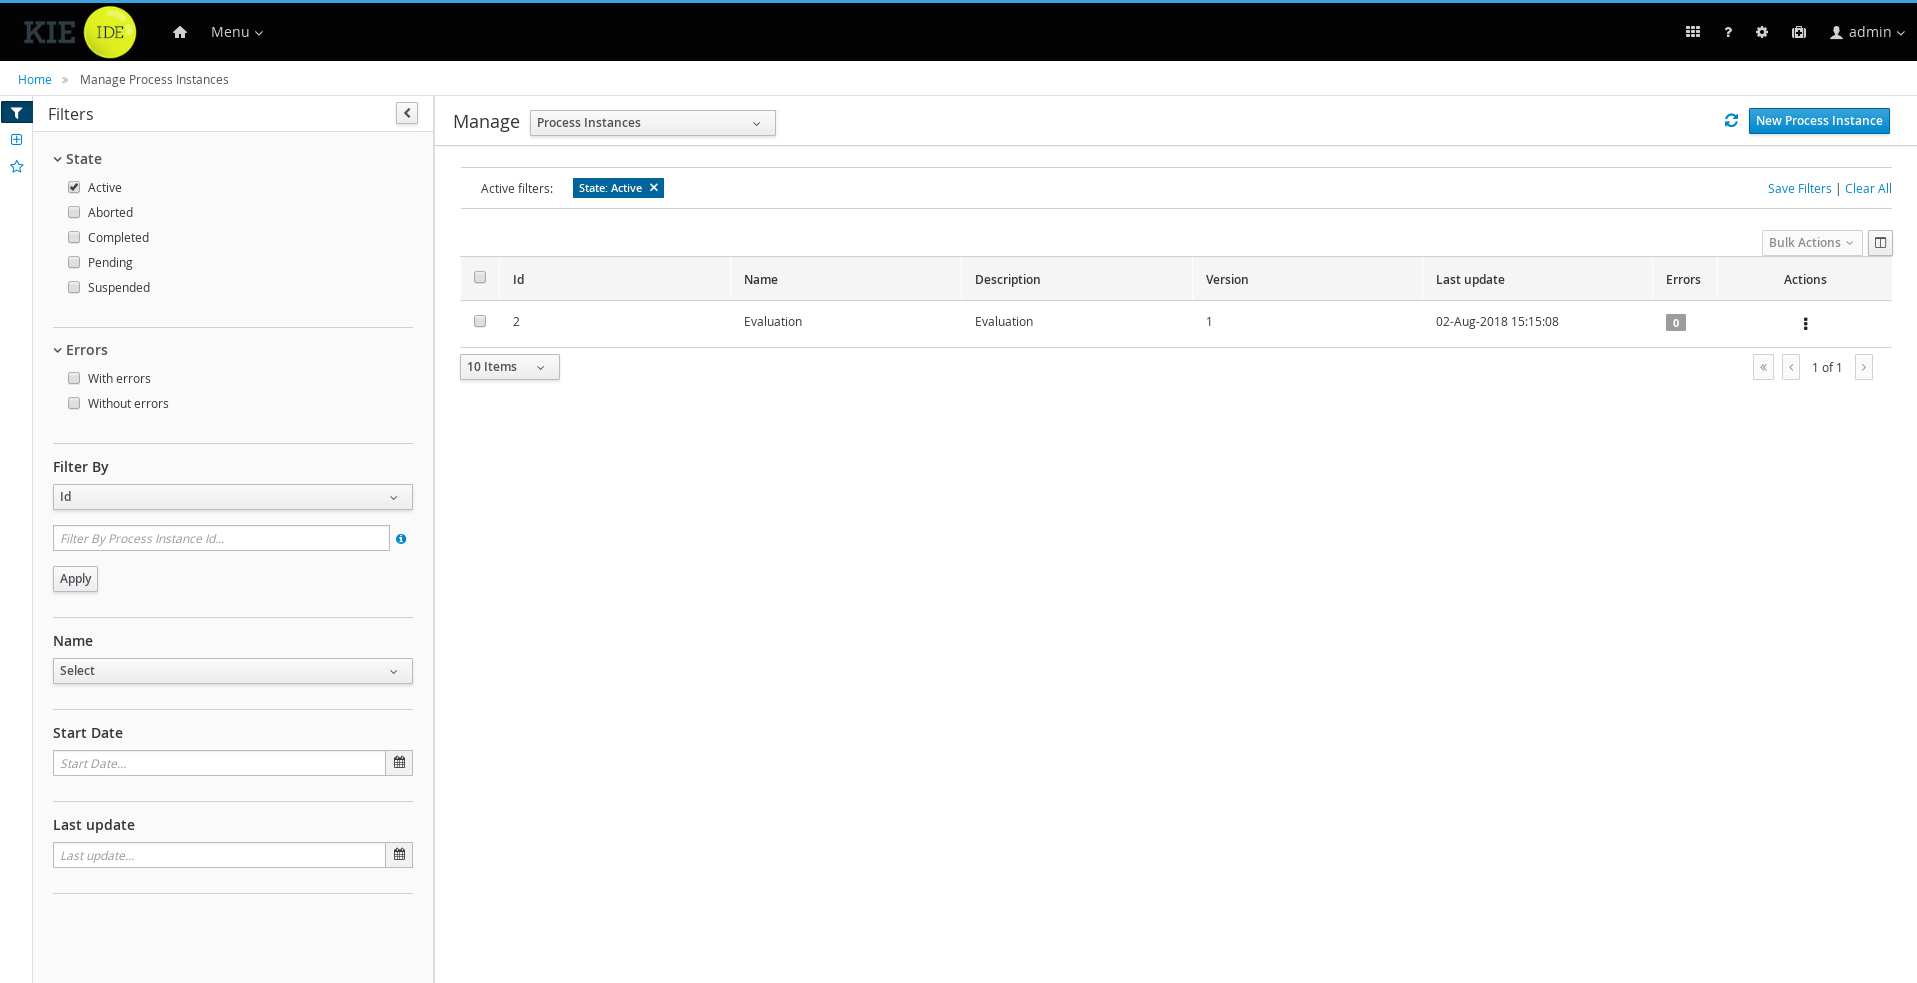 KIE IDE Menu ? admin
Home » Manage Process Instances
Filters
State
Active
Aborted
Completed
Pending
Suspended
Errors
With errors
Without errors
Filter By
Id
Filter By Process Instance Id...
Apply
Name
Select
Start Date
Start Date...
Last update
Last update...
Manage Process Instances New Process Instance
Active filters: State: Active × Save Filters | Clear All
Bulk Actions
Id Name Description Version Last update Errors Actions
2 Evaluation Evaluation 1 02-Aug-2018 15:15:08 0
10 Items « ‹ 1 of 1 ›